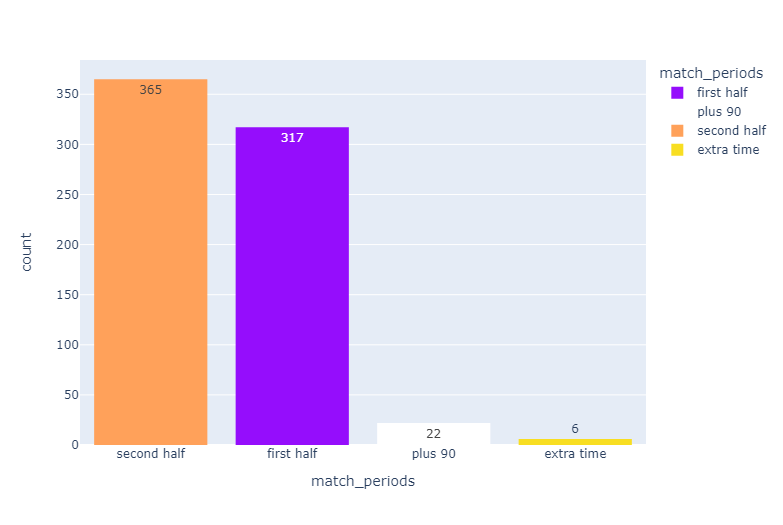 match_periods
first half
plus 90
second half
extra time
365
317
22
6
350
300
250
200
150
100
50
0
count
second half
first half
plus 90
extra time
match_periods